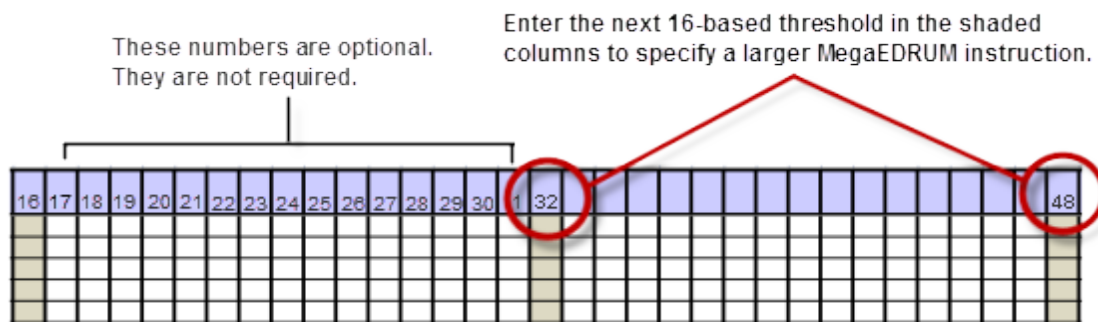 Enter the next 16-based threshold in the shaded
columns to specify a larger MegaEDRUM instruction.
These numbers are optional.
They are not required.
16 17 18 19 20 21 22 23 24 25 26 27 28 29 30 1 32 48